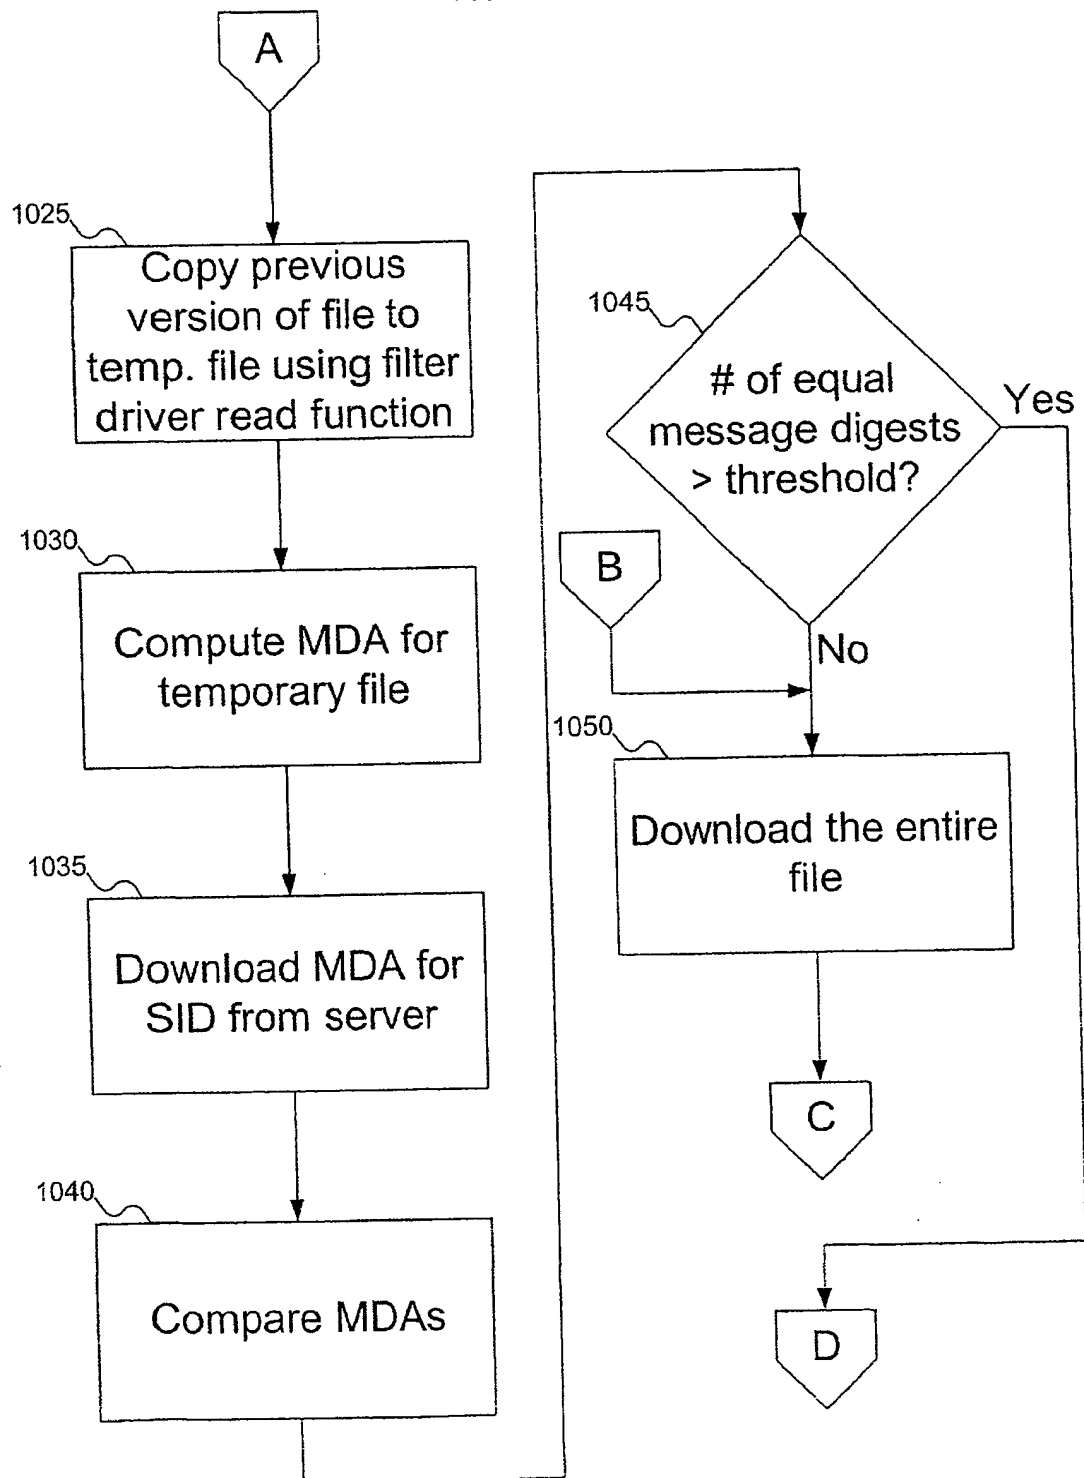 A
1025
Copy previous
version of file to
temp. file using filter
driver read function
1030
Compute MDA for
temporary file
1035
Download MDA for
SID from server
1040
Compare MDAs
1045
# of equal
message digests
> threshold?
Yes
B
No
1050
Download the entire
file
C
D